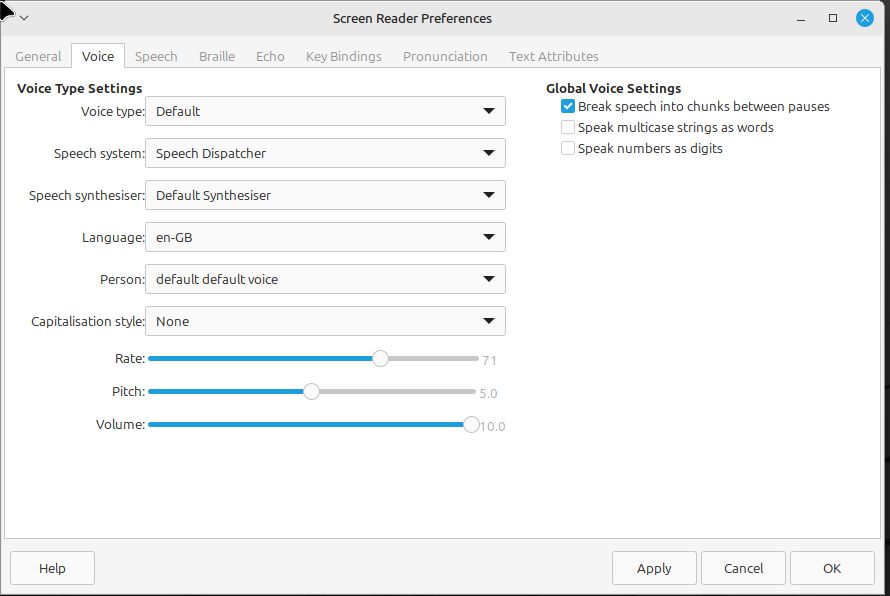 Screen Reader Preferences
General Voice Speech Braille Echo Key Bindings Pronunciation Text Attributes
Voice Type Settings
Voice type: Default
Speech system: Speech Dispatcher
Speech synthesiser: Default Synthesiser
Language: en-GB
Person: default default voice
Capitalisation style: None
Rate: 71
Pitch: 5.0
Volume: 10.0
Global Voice Settings
Break speech into chunks between pauses
Speak multicase strings as words
Speak numbers as digits
Help Apply Cancel OK